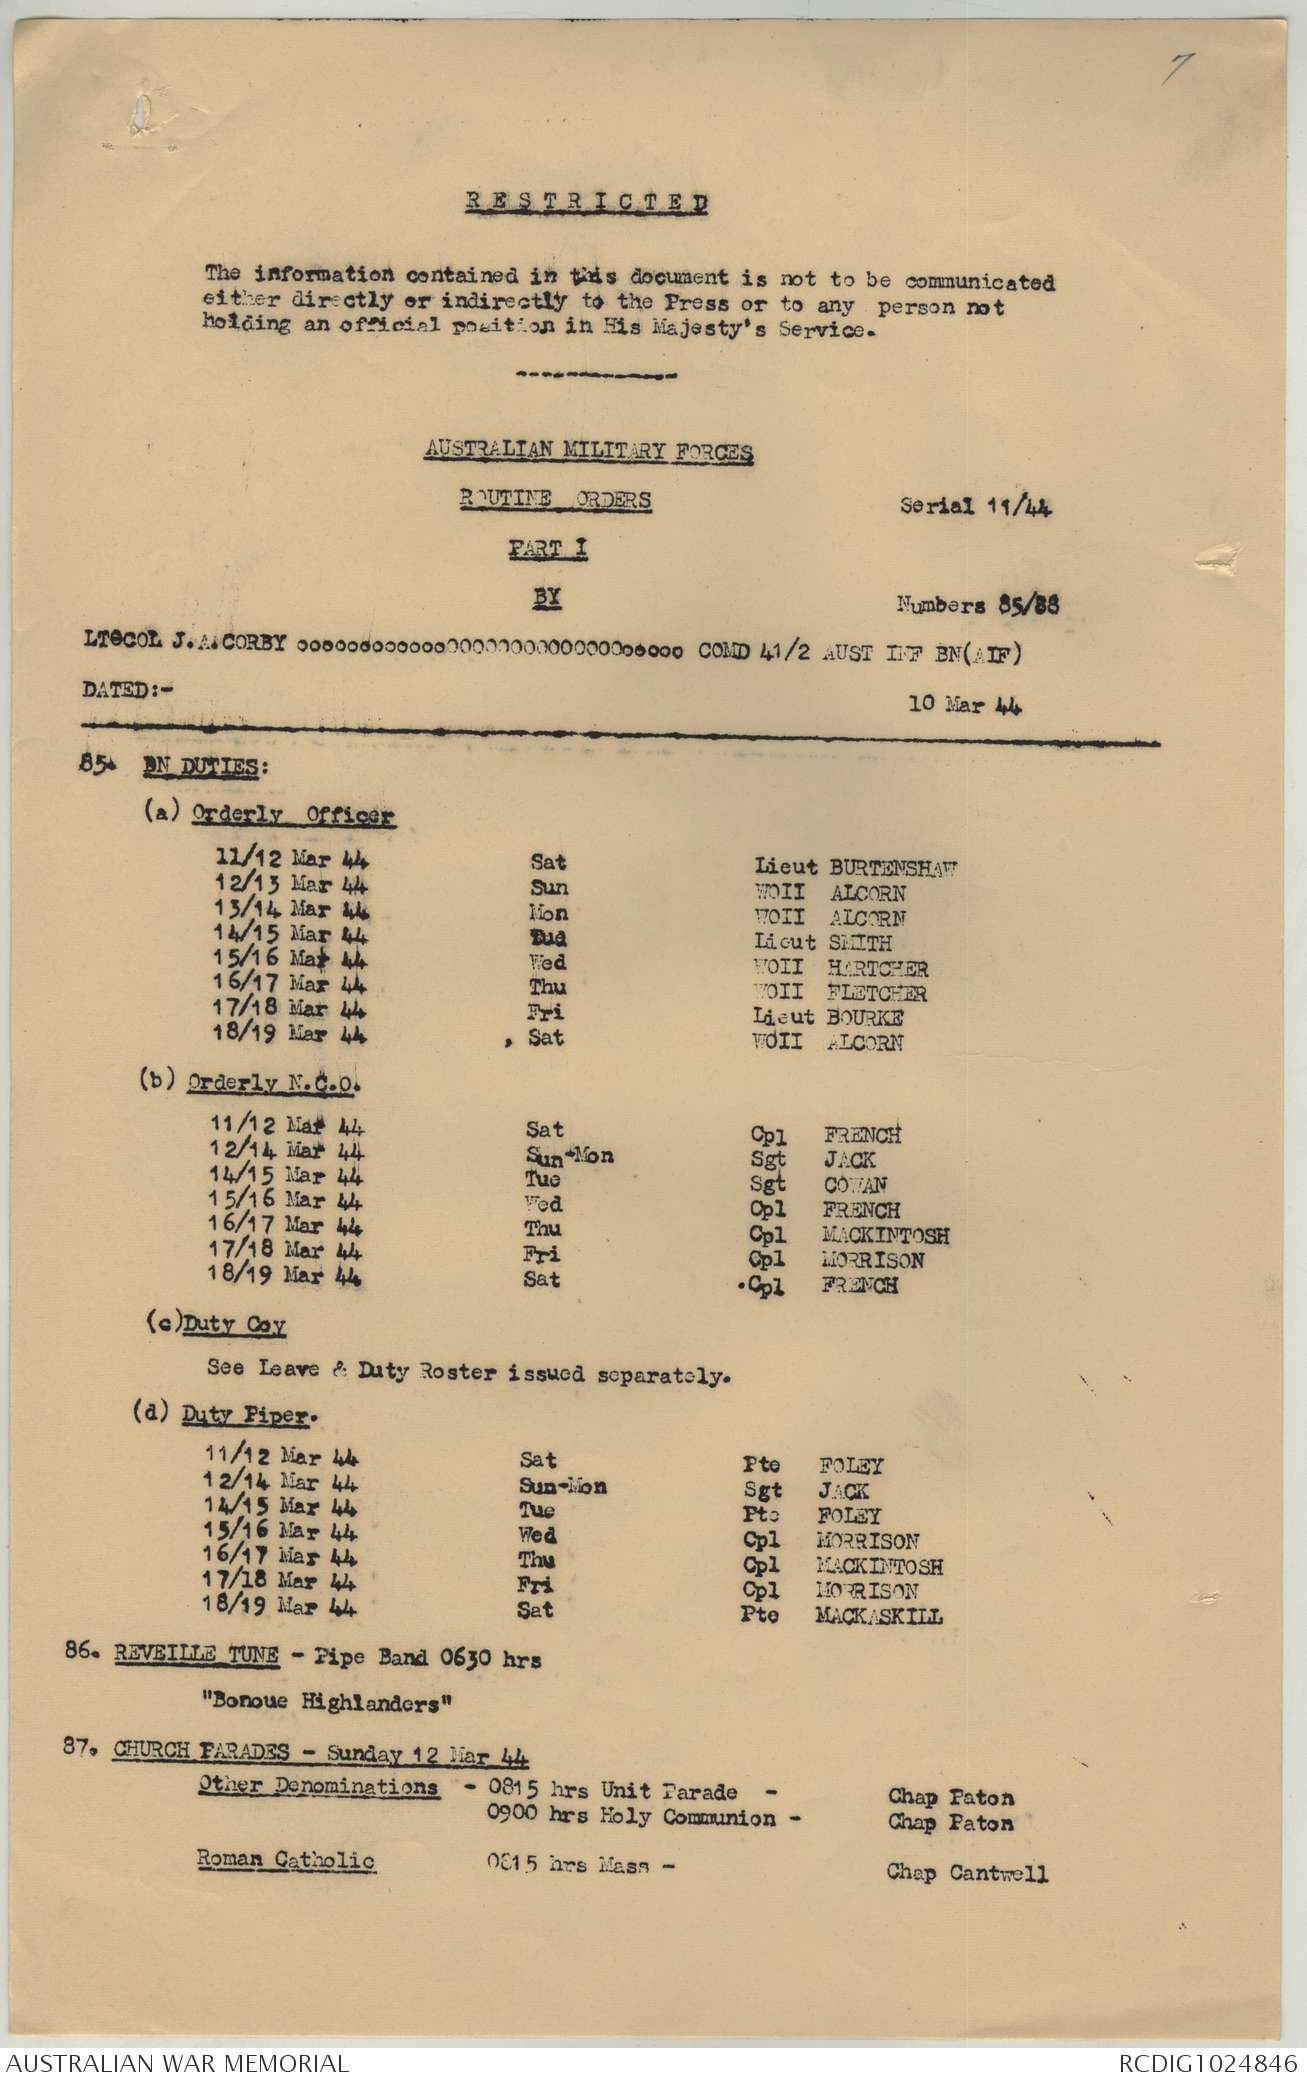 7
RESTRICTED
The information contained in this document is not to be communicated
either directly or indirectly to the Press or to any person not
holding an official position in His Majesty's Service.
-------------
AUSTRALIAN MILITARY FORCES
ROUTINE ORDERS Serial 11/44
PART I
BY Numbers 85/88
LTCOL J.A.CORBY ooooooooooooooooooooooooooooooo COMD 41/2 AUST INF BN(AIF)
DATED:- 10 Mar 44
85. BN DUTIES:
(a) Orderly Officer
11/12 Mar 44 Sat Lieut BURTENSHAW
12/13 Mar 44 Sun WOII ALCORN
13/14 Mar 44 Mon WOII ALCORN
14/15 Mar 44 Tue Lieut SMITH
15/16 Mar 44 Wed WOII HARTCHER
16/17 Mar 44 Thu WOII FLETCHER
17/18 Mar 44 Fri Lieut BOURKE
18/19 Mar 44 Sat WOII ALCORN
(b) Orderly N.C.O.
11/12 Mar 44 Sat Cpl FRENCH
12/14 Mar 44 Sun-Mon Sgt JACK
14/15 Mar 44 Tue Sgt COWAN
15/16 Mar 44 Wed Cpl FRENCH
16/17 Mar 44 Thu Cpl MACKINTOSH
17/18 Mar 44 Fri Cpl MORRISON
18/19 Mar 44 Sat Cpl FRENCH
(c) Duty Coy
See Leave & Duty Roster issued separately.
(d) Duty Piper.
11/12 Mar 44 Sat Pte FOLEY
12/14 Mar 44 Sun-Mon Sgt JACK
14/15 Mar 44 Tue Pte FOLEY
15/16 Mar 44 Wed Cpl MORRISON
16/17 Mar 44 Thu Cpl MACKINTOSH
17/18 Mar 44 Fri Cpl MORRISON
18/19 Mar 44 Sat Pte MACKASKILL
86. REVEILLE TUNE - Pipe Band 0630 hrs
"Bonoue Highlanders"
87. CHURCH PARADES - Sunday 12 Mar 44
Other Denominations - 0815 hrs Unit Parade - Chap Paton
0900 hrs Holy Communion - Chap Paton
Roman Catholic 0815 hrs Mass - Chap Cantwell
AUSTRALIAN WAR MEMORIAL RCDIG1024846